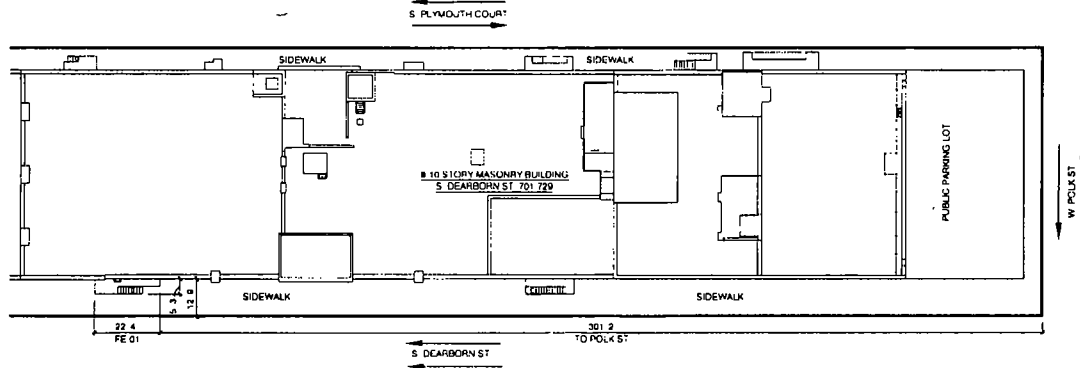 S PLYMOUTH COURT
SIDEWALK
SIDEWALK
8 10 STORY MASONRY BUILDING
S DEARBORN ST 701 729
PUBLIC PARKING LOT
W POLK ST
SIDEWALK
SIDEWALK
5 3
12 9
22 4
FE 01
301 2
TO POLK ST
S DEARBORN ST